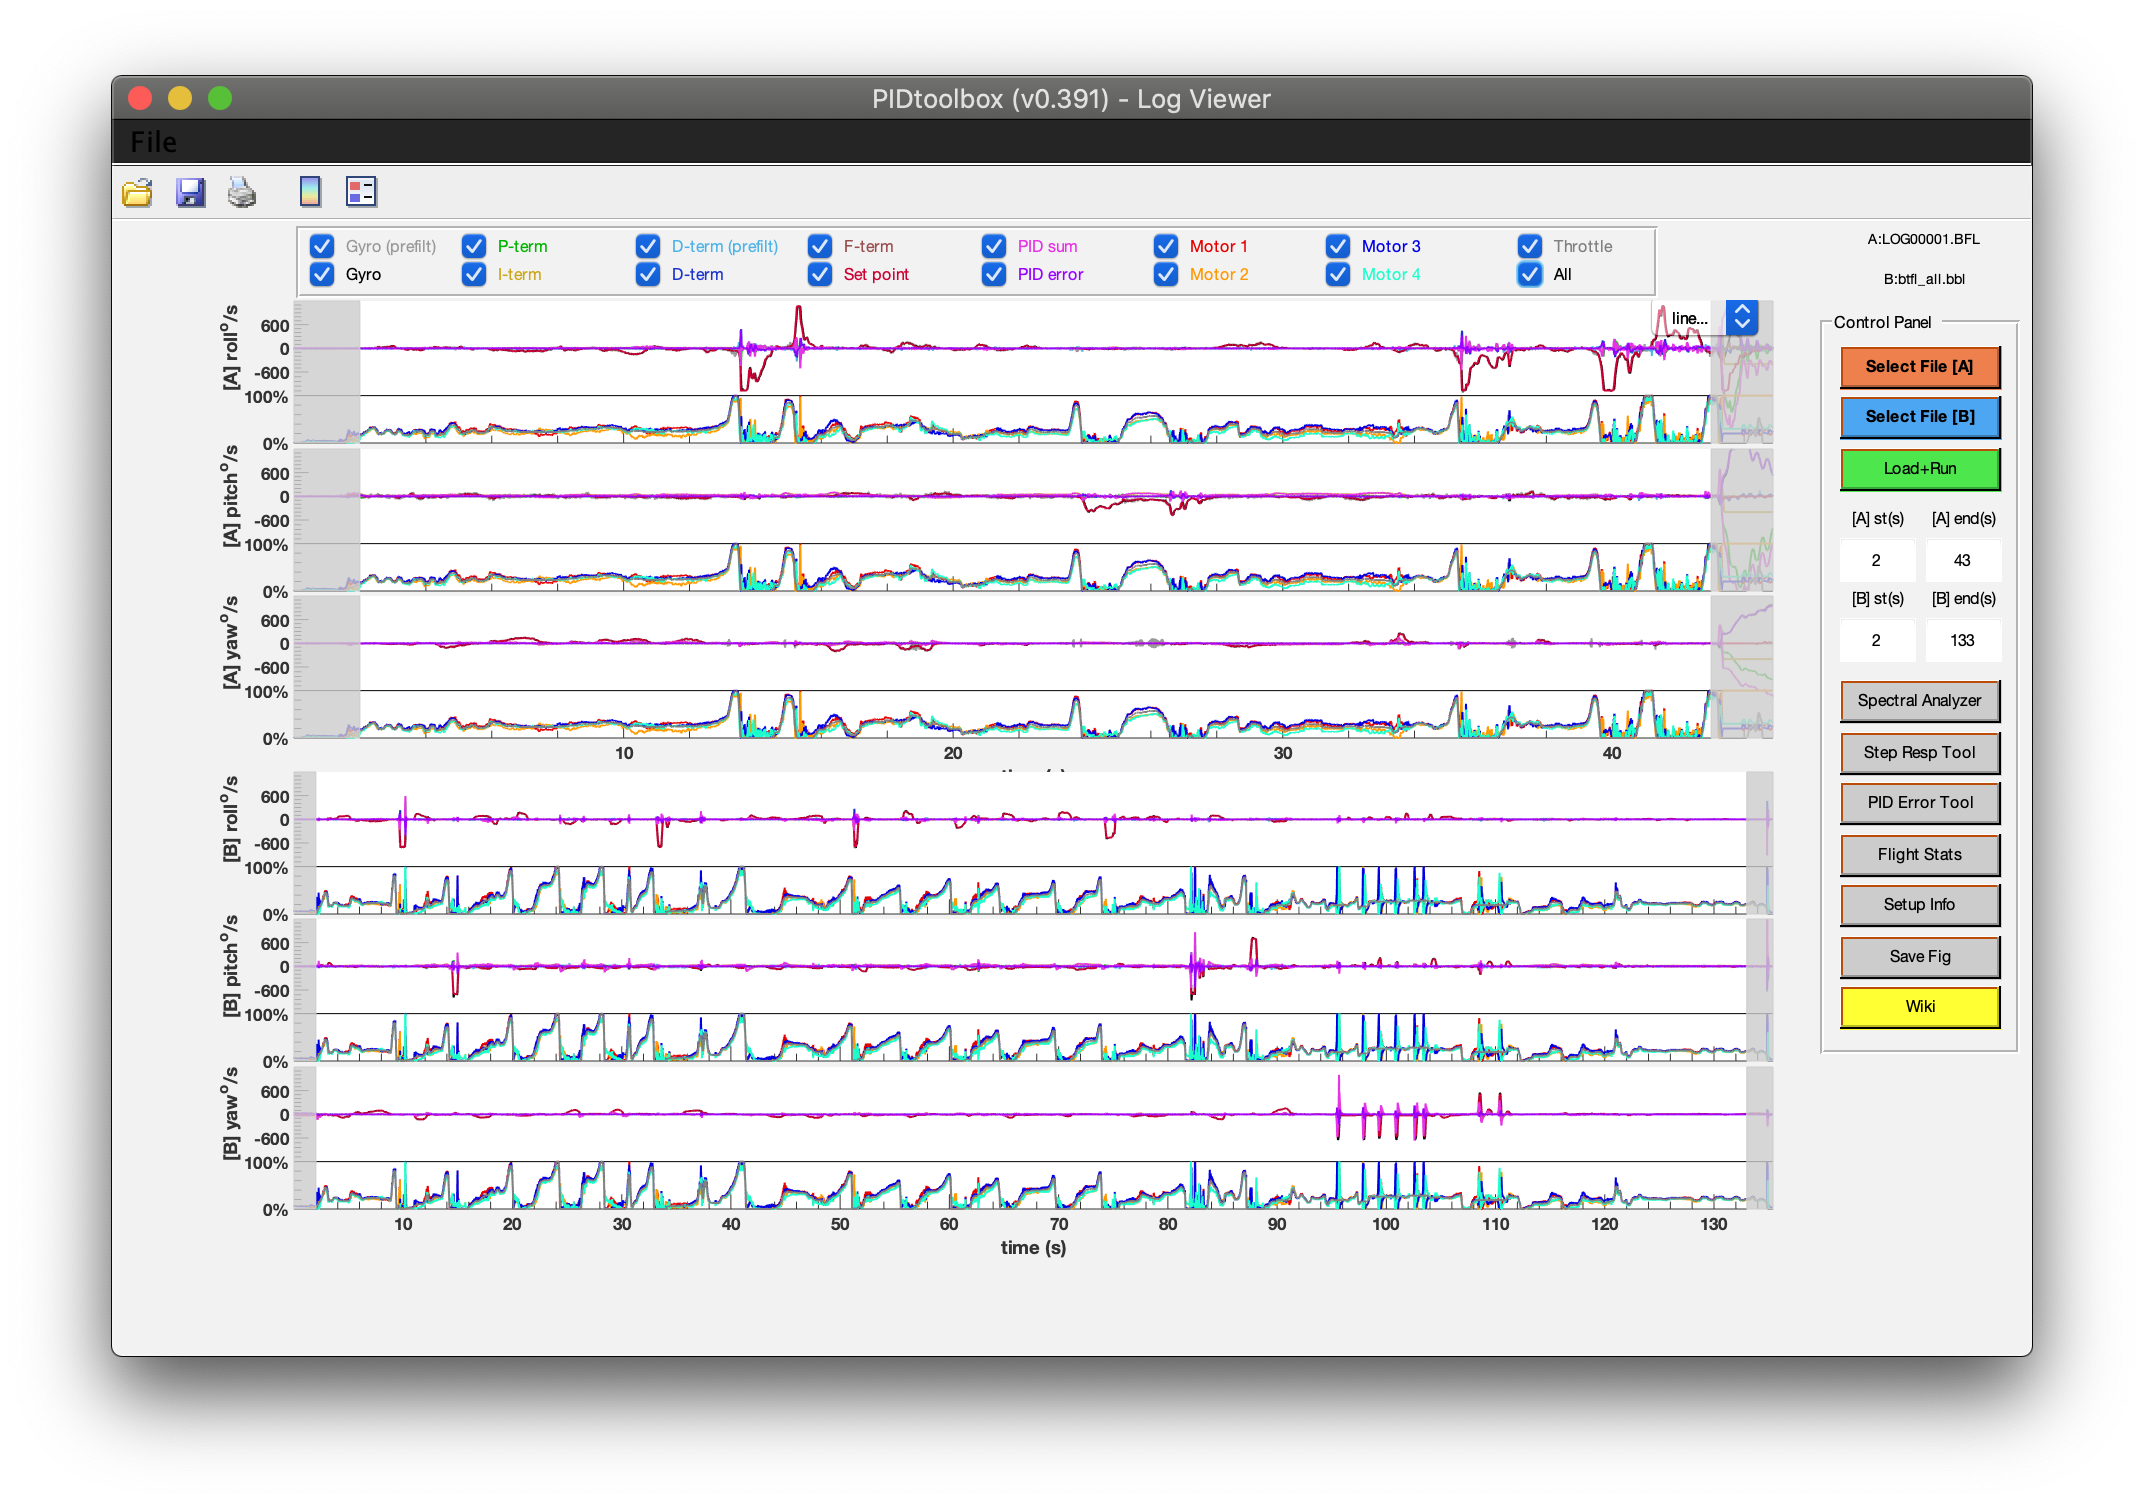 PIDtoolbox (v0.391) - Log Viewer
File
Gyro (prefilt) P-term D-term (prefilt) F-term PID sum Motor 1 Motor 3 Throttle
Gyro I-term D-term Set point PID error Motor 2 Motor 4 All
A:LOG00001.BFL
B:btfl_all.bbl
line...
Control Panel
Select File [A]
Select File [B]
Load+Run
[A] st(s) [A] end(s)
2 43
[B] st(s) [B] end(s)
2 133
Spectral Analyzer
Step Resp Tool
PID Error Tool
Flight Stats
Setup Info
Save Fig
Wiki
[A] roll°/s
600
0
-600
100%
0%
[A] pitch°/s
600
0
-600
100%
0%
[A] yaw°/s
600
0
-600
100%
0%
10 20 30 40
[B] roll°/s
600
0
-600
100%
0%
[B] pitch°/s
600
0
-600
100%
0%
[B] yaw°/s
600
0
-600
100%
0%
10 20 30 40 50 60 70 80 90 100 110 120 130
time (s)